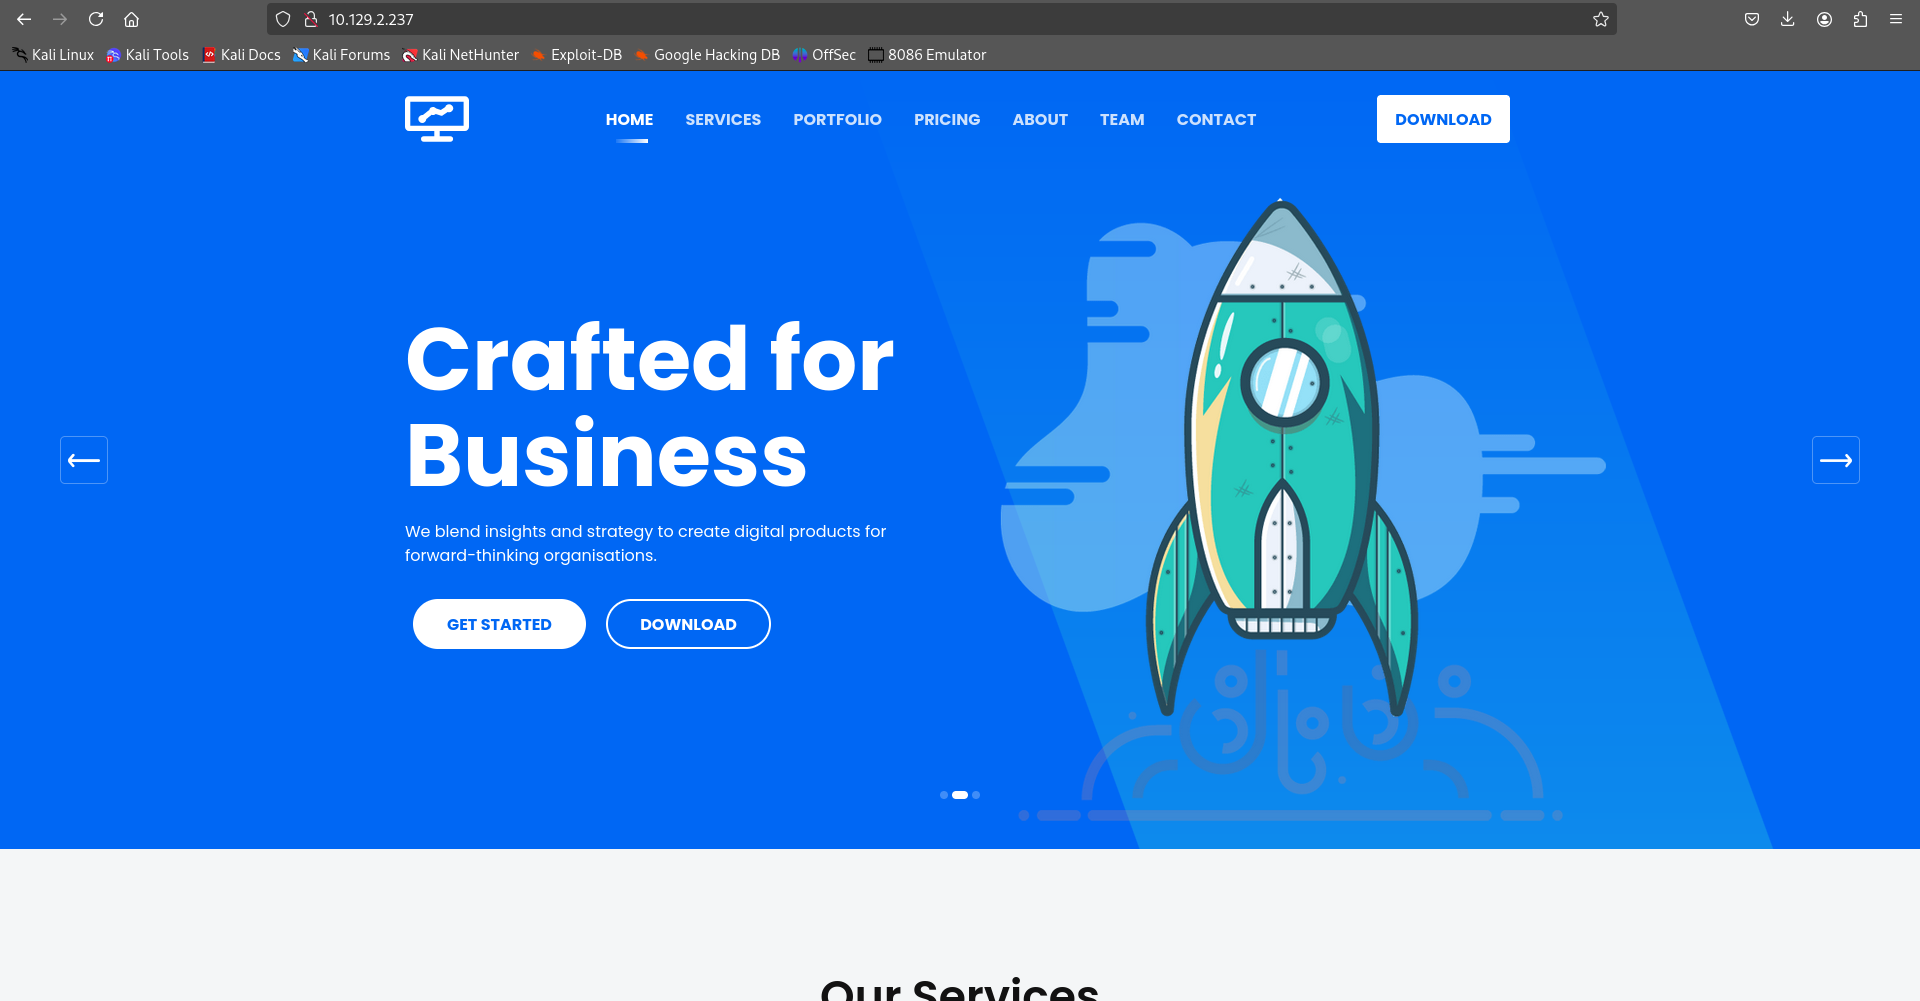 10.129.2.237
Kali Linux Kali Tools Kali Docs Kali Forums Kali NetHunter Exploit-DB Google Hacking DB OffSec 8086 Emulator
HOME SERVICES PORTFOLIO PRICING ABOUT TEAM CONTACT DOWNLOAD
Crafted for
Business
We blend insights and strategy to create digital products for
forward-thinking organisations.
GET STARTED DOWNLOAD
Our Services